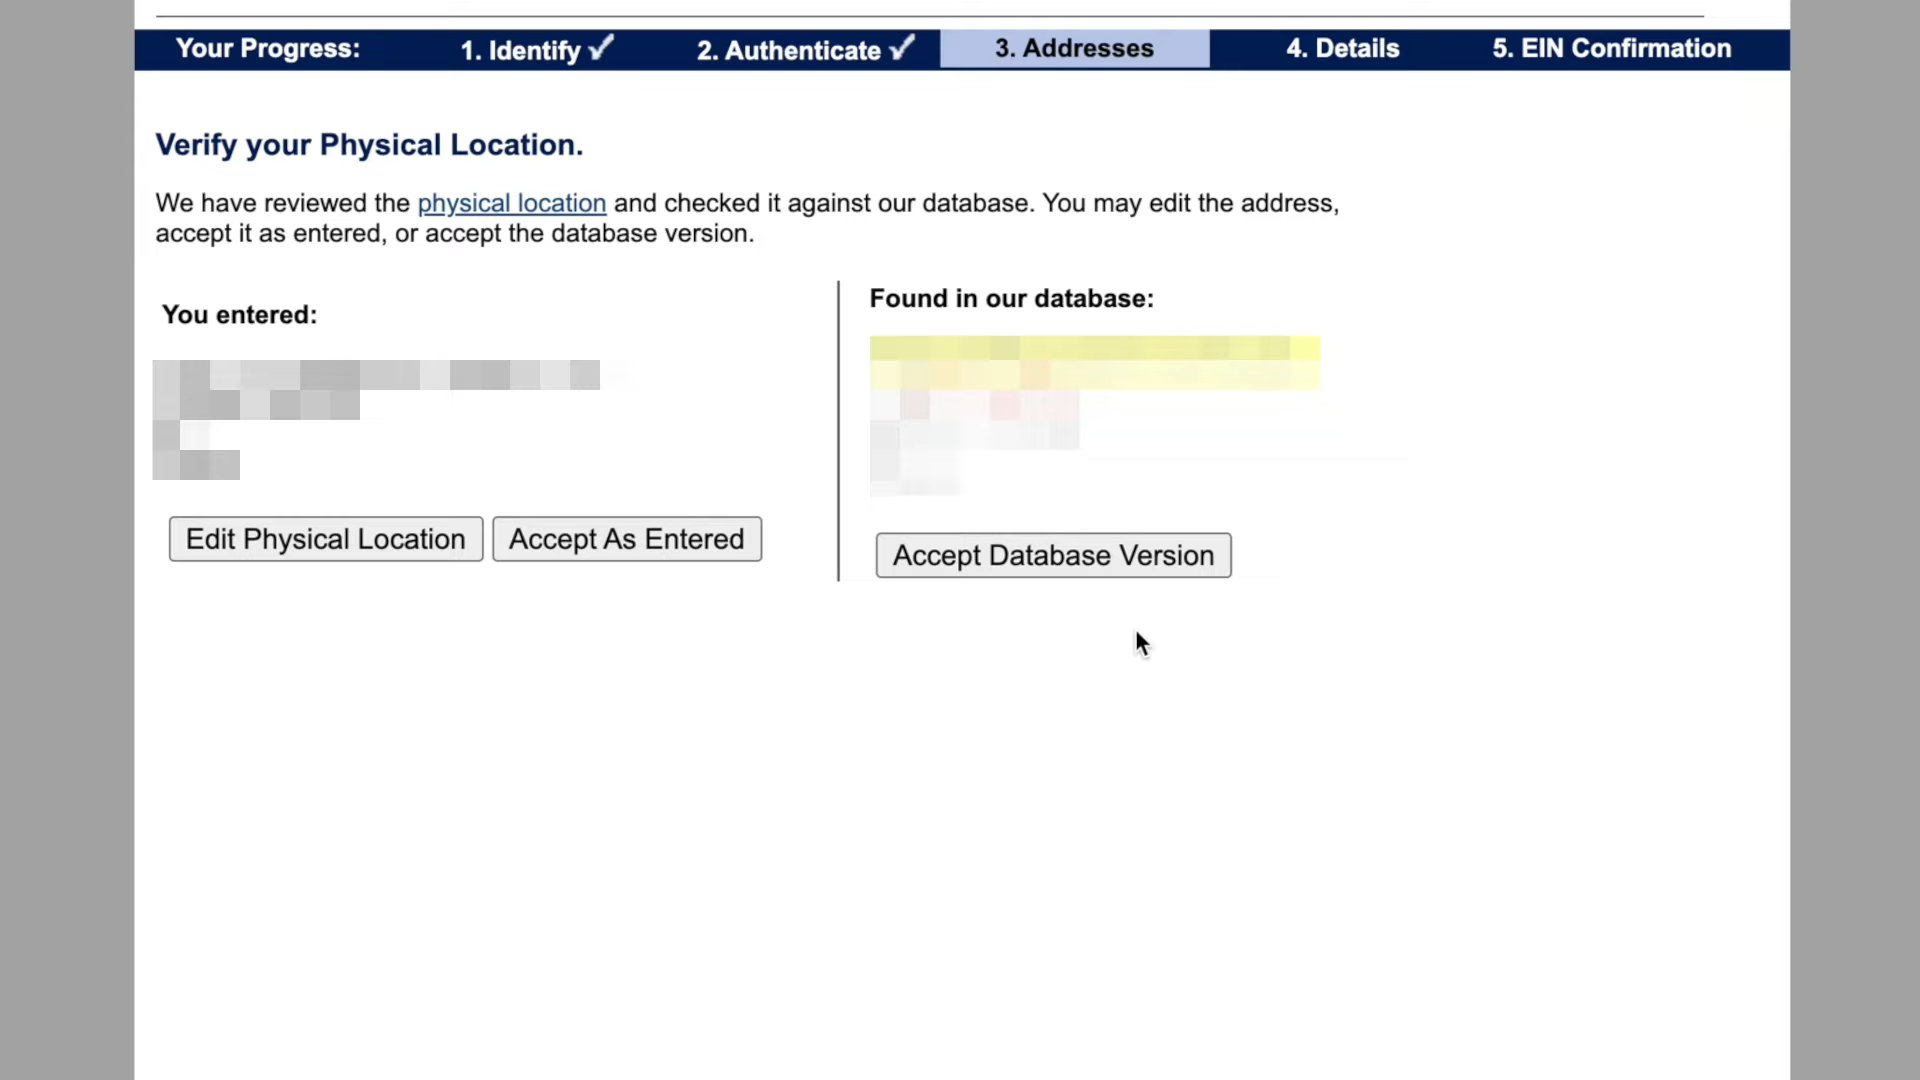 Your Progress: 1. Identify ✓ 2. Authenticate ✓ 3. Addresses 4. Details 5. EIN Confirmation
Verify your Physical Location.
We have reviewed the physical location and checked it against our database. You may edit the address,
accept it as entered, or accept the database version.
You entered:
Edit Physical Location Accept As Entered
Found in our database:
Accept Database Version